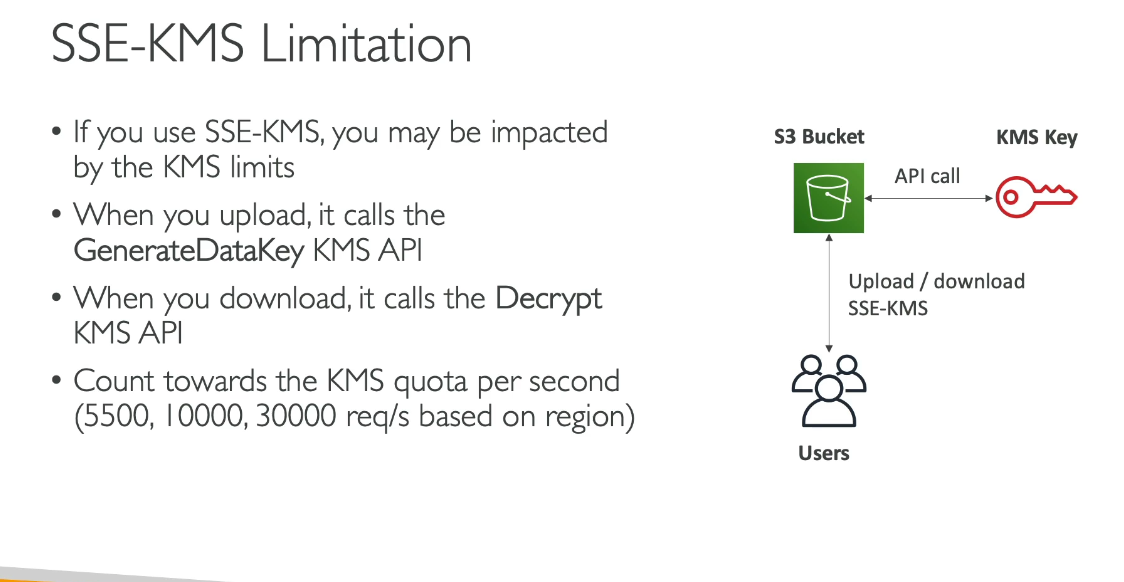 SSE-KMS Limitation
• If you use SSE-KMS, you may be impacted
by the KMS limits
• When you upload, it calls the
GenerateDataKey KMS API
• When you download, it calls the Decrypt
KMS API
• Count towards the KMS quota per second
(5500, 10000, 30000 req/s based on region)
S3 Bucket
KMS Key
API call
Upload / download
SSE-KMS
Users